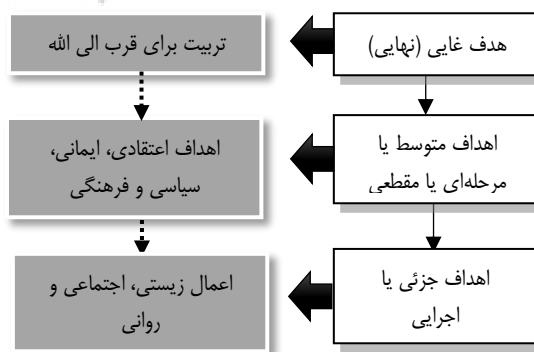 هدف غایی (نهایی)
تربیت برای قرب الی الله
اهداف متوسط یا
مرحله‌ای یا مقطعی
اهداف اعتقادی، ایمانی،
سیاسی و فرهنگی
اهداف جزئی یا
اجرایی
اعمال زیستی، اجتماعی و
روانی